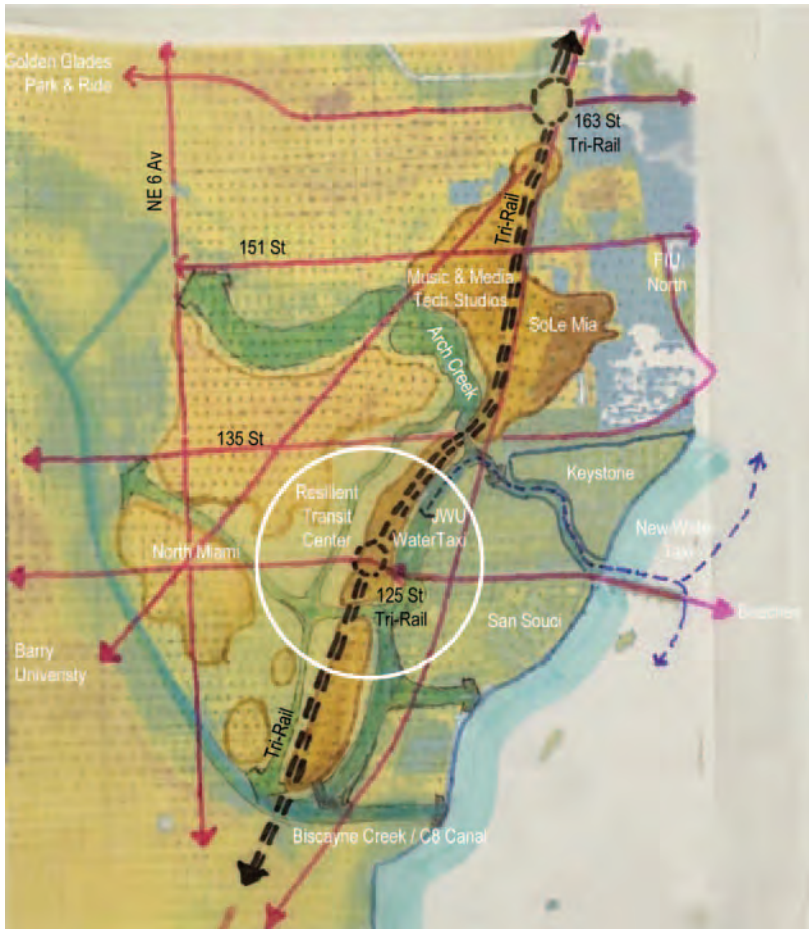 Golden Glades
Park & Ride
163 St
Tri-Rail
NE 6 Av
Tri-Rail
151 St
FIU
North
Music & Media
Tech Studios
SoLe Mia
Arch Creek
135 St
Keystone
Resilient
Transit
Center
JWU
WaterTaxi
New Wate
Taxi
North Miami
125 St
Tri-Rail
San Souci
Beaches
Barry
Univeristy
Tri-Rail
Biscayne Creek / C8 Canal